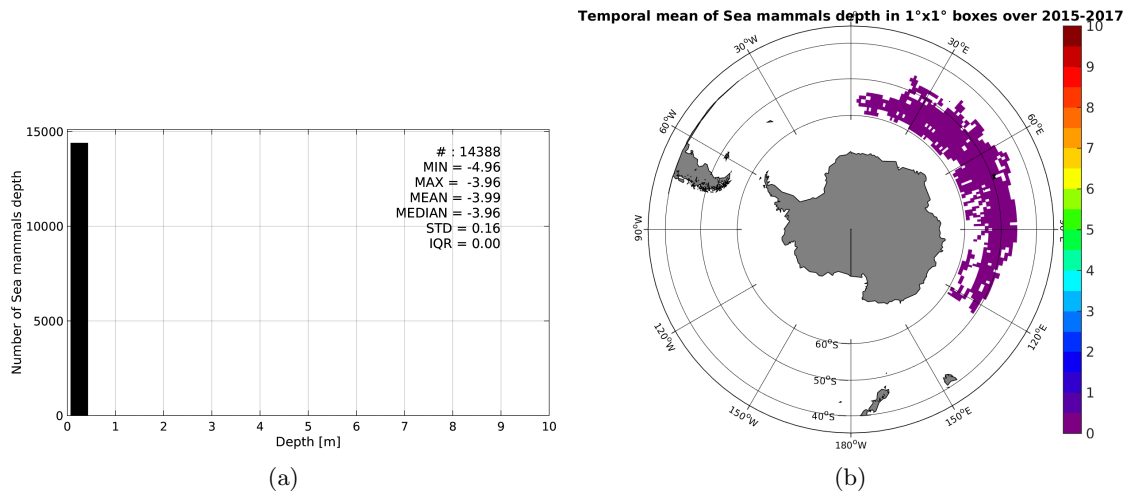 15000
10000
5000
0
# : 14388
MIN = -4.96
MAX = -3.96
MEAN = -3.99
MEDIAN = -3.96
STD = 0.16
IQR = 0.00
Number of Sea mammals depth
0 1 2 3 4 5 6 7 8 9 10
Depth [m]
(a)
Temporal mean of Sea mammals depth in 1°x1° boxes over 2015-2017
30°W
30°E
60°W
60°E
90°W
120°W
120°E
150°W
150°E
180°W
60°S
50°S
40°S
10
9
8
7
6
5
4
3
2
1
0
(b)